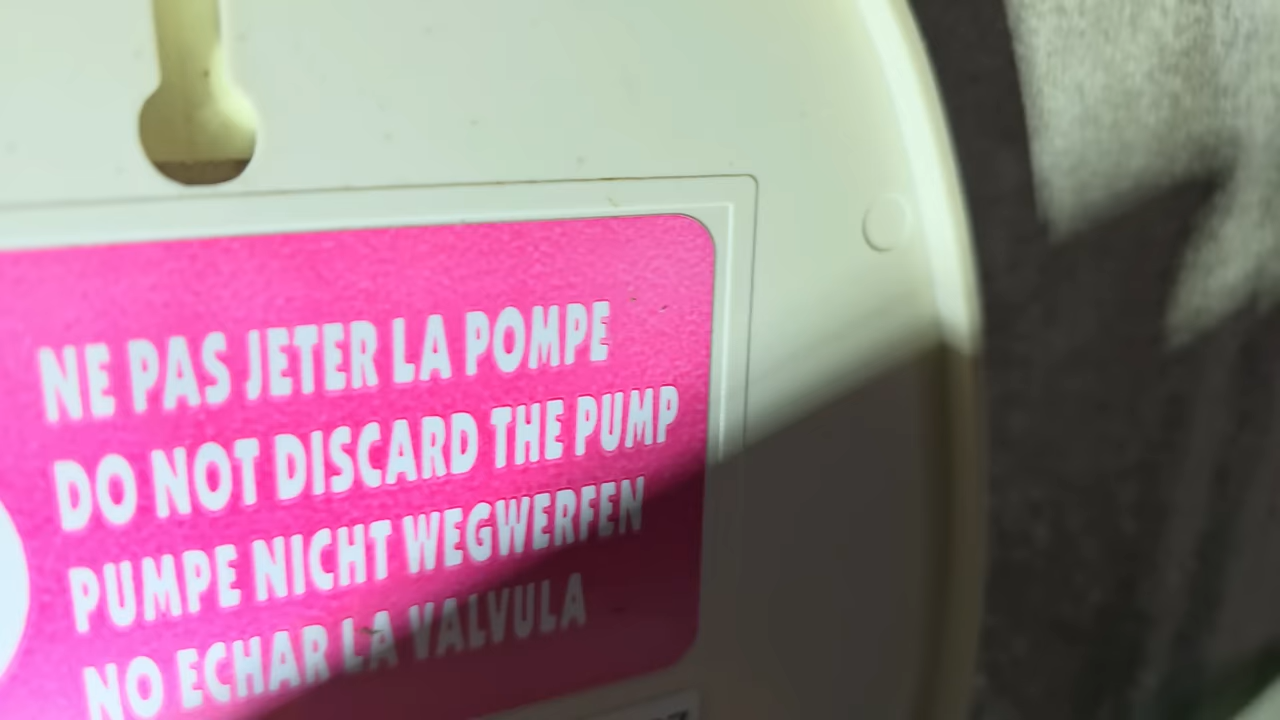 NE PAS JETER LA POMPE
DO NOT DISCARD THE PUMP
PUMPE NICHT WEGWERFEN
NO ECHAR LA VALVULA